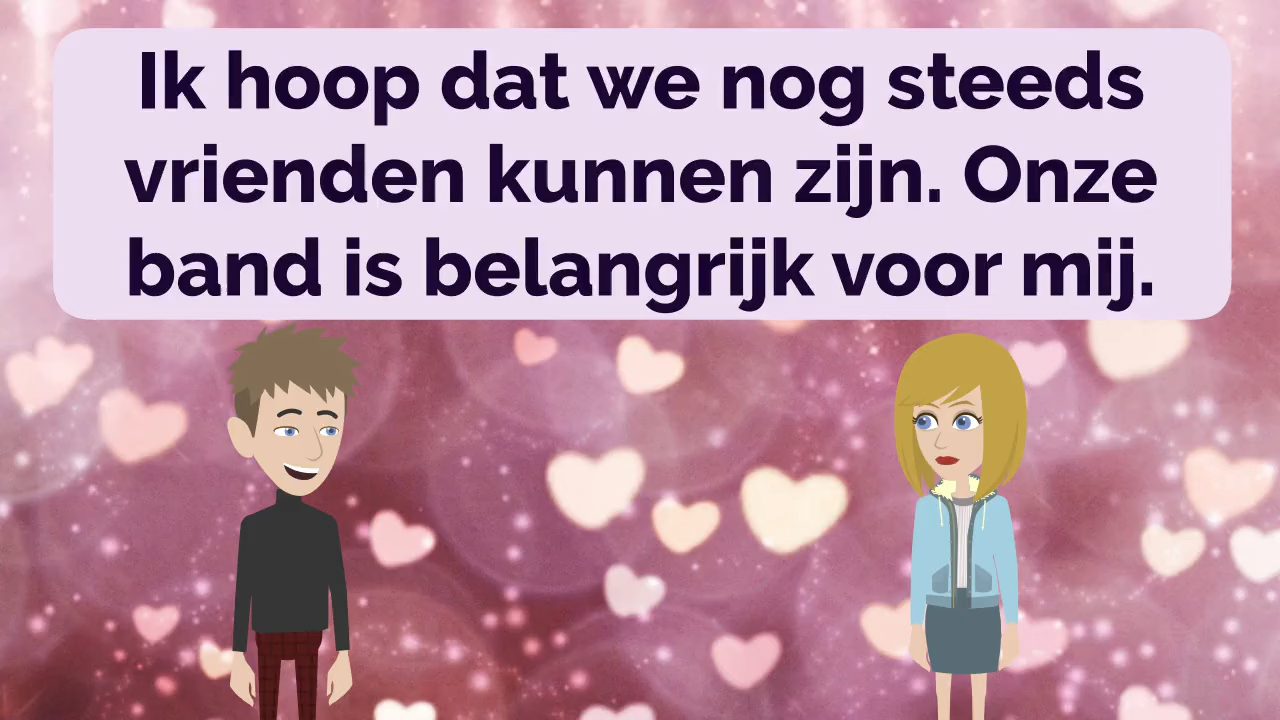 Ik hoop dat we nog steeds
vrienden kunnen zijn. Onze
band is belangrijk voor mij.